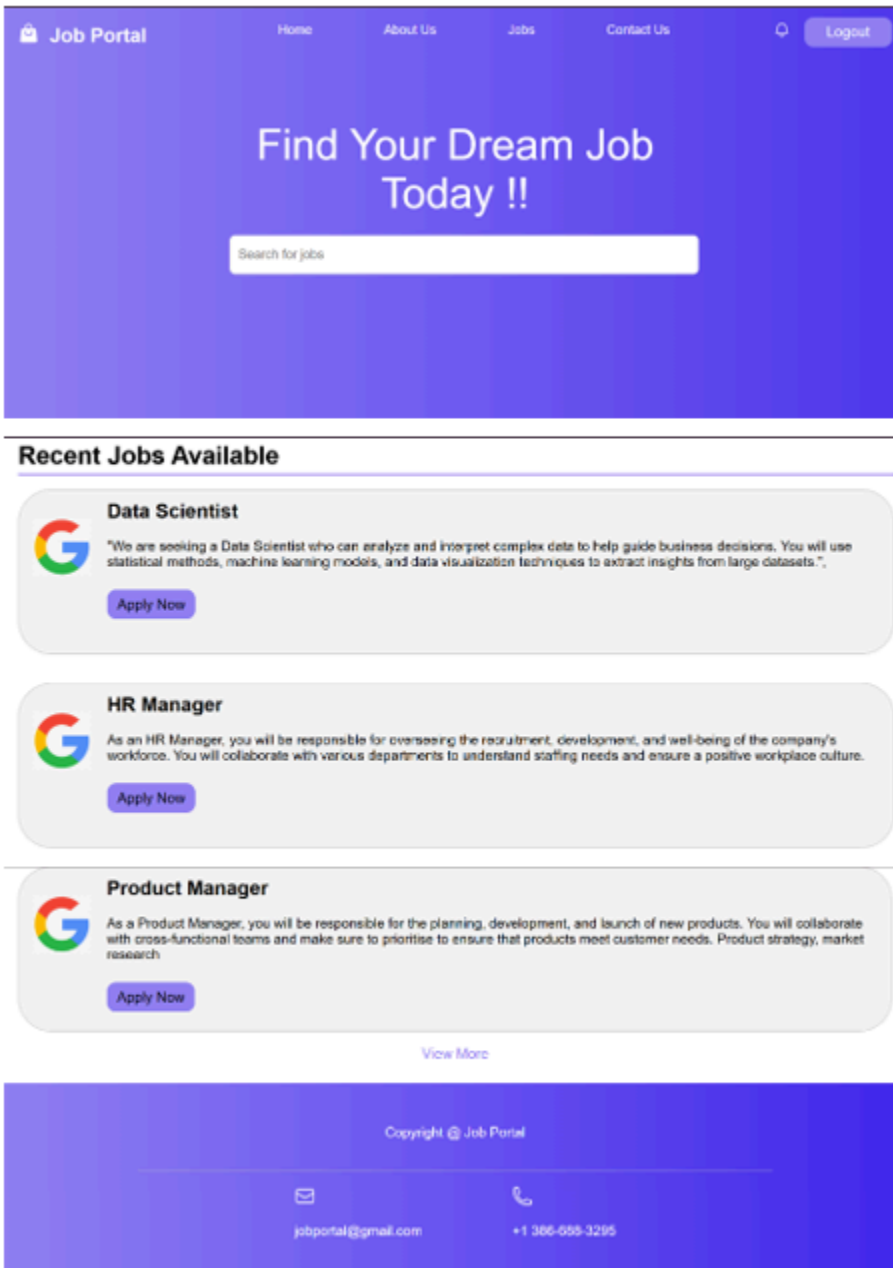 Job Portal
Home
About Us
Jobs
Contact Us
Logout
Find Your Dream Job
Today !!
Search for jobs
Recent Jobs Available
Data Scientist
"We are seeking a Data Scientist who can analyze and interpret complex data to help guide business decisions. You will use
statistical methods, machine learning models, and data visualization techniques to extract insights from large datasets.",
Apply Now
HR Manager
As an HR Manager, you will be responsible for overseeing the recruitment, development, and well-being of the company's
workforce. You will collaborate with various departments to understand staffing needs and ensure a positive workplace culture.
Apply Now
Product Manager
As a Product Manager, you will be responsible for the planning, development, and launch of new products. You will collaborate
with cross-functional teams and make sure to prioritise to ensure that products meet customer needs. Product strategy, market
research
Apply Now
View More
Copyright @ Job Portal
jobportal@gmail.com
+1 386-688-3295